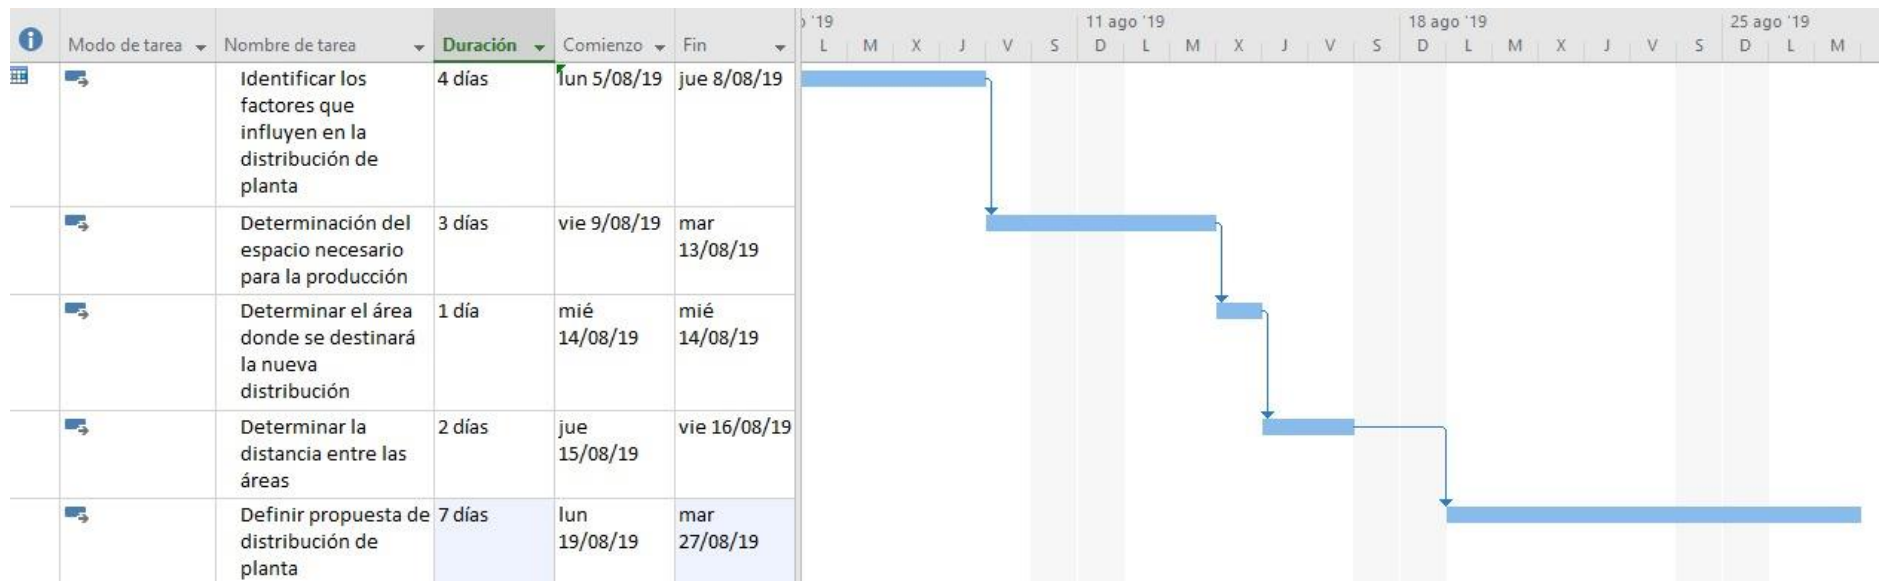 '19 11 ago '19 18 ago '19 25 ago '19
Modo de tarea Nombre de tarea Duración Comienzo Fin L M X J V S D L M X J V S D L M X J V S D L M
Identificar los 4 días lun 5/08/19 jue 8/08/19
factores que
influyen en la
distribución de
planta
Determinación del 3 días vie 9/08/19 mar
espacio necesario 13/08/19
para la producción
Determinar el área 1 día mié mié
donde se destinará 14/08/19 14/08/19
la nueva
distribución
Determinar la 2 días jue vie 16/08/19
distancia entre las 15/08/19
áreas
Definir propuesta de 7 días lun mar
distribución de 19/08/19 27/08/19
planta